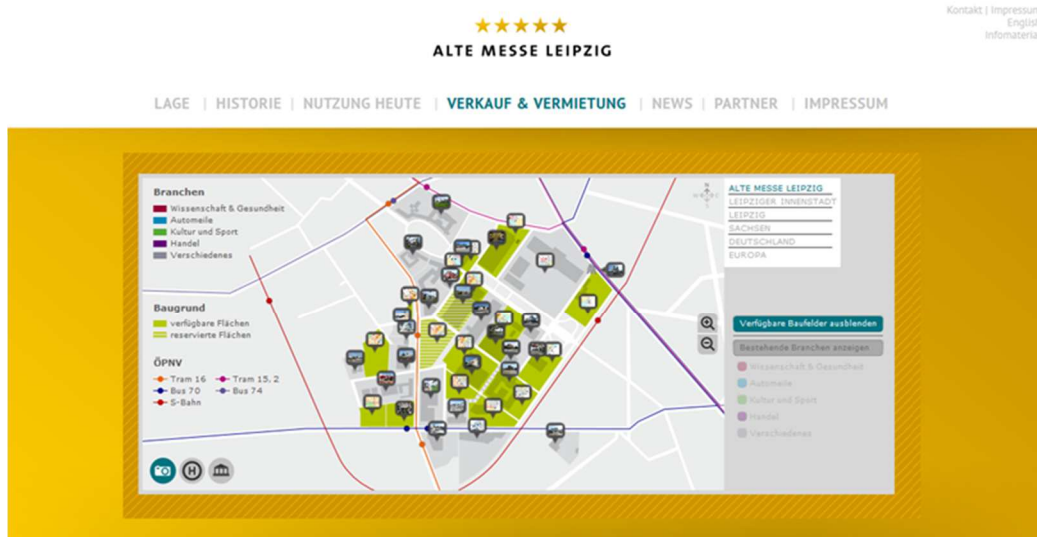 Kontakt | Impressum
English
Infomaterial
ALTE MESSE LEIPZIG
LAGE | HISTORIE | NUTZUNG HEUTE | VERKAUF & VERMIETUNG | NEWS | PARTNER | IMPRESSUM
Branchen
Wissenschaft & Gesundheit
Automeile
Kultur und Sport
Handel
Verschiedenes
Baugrund
verfügbare Flächen
reservierte Flächen
ÖPNV
Tram 16 Tram 15, 2
Bus 70 Bus 74
S-Bahn
H
ALTE MESSE LEIPZIG
LEIPZIGER INNENSTADT
LEIPZIG
SACHSEN
DEUTSCHLAND
EUROPA
Verfügbare Baufelder ausblenden
Bestehende Branchen anzeigen
Wissenschaft & Gesundheit
Automeile
Kultur und Sport
Handel
Verschiedenes